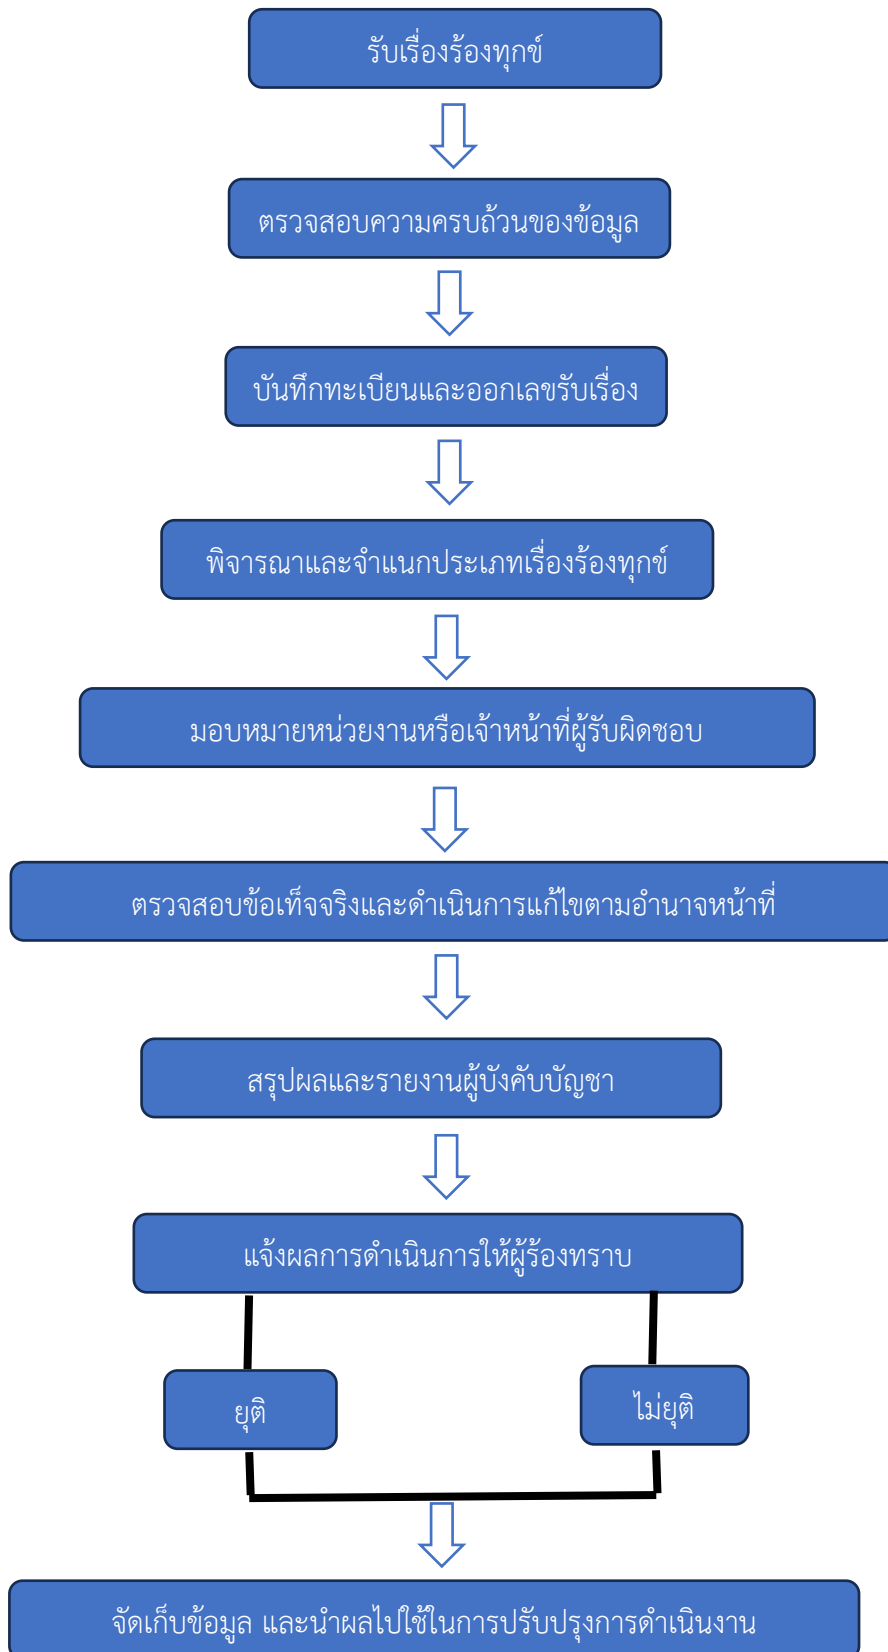 รับเรื่องร้องทุกข์
ตรวจสอบความครบถ้วนของข้อมูล
บันทึกทะเบียนและออกเลขรับเรื่อง
พิจารณาและจำแนกประเภทเรื่องร้องทุกข์
มอบหมายหน่วยงานหรือเจ้าหน้าที่ผู้รับผิดชอบ
ตรวจสอบข้อเท็จจริงและดำเนินการแก้ไขตามอำนาจหน้าที่
สรุปผลและรายงานผู้บังคับบัญชา
แจ้งผลการดำเนินการให้ผู้ร้องทราบ
ยุติ
ไม่ยุติ
จัดเก็บข้อมูล และนำผลไปใช้ในการปรับปรุงการดำเนินงาน